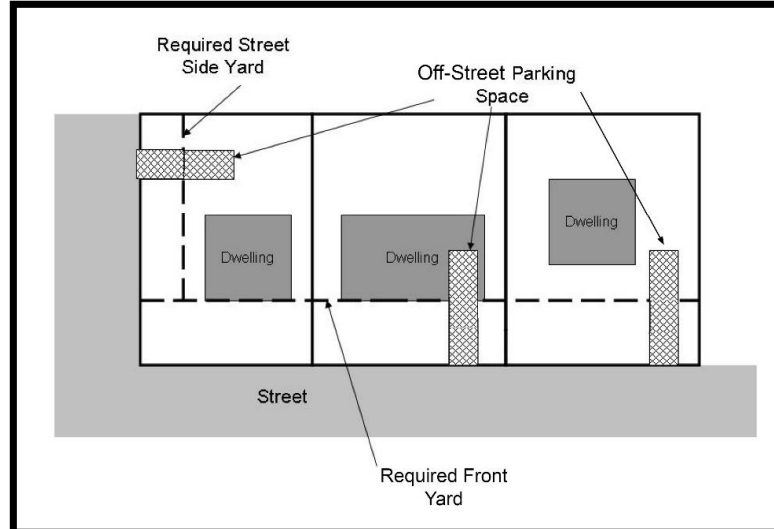 Required Street
Side Yard
Off-Street Parking
Space
Dwelling
Dwelling
Dwelling
Street
Required Front
Yard